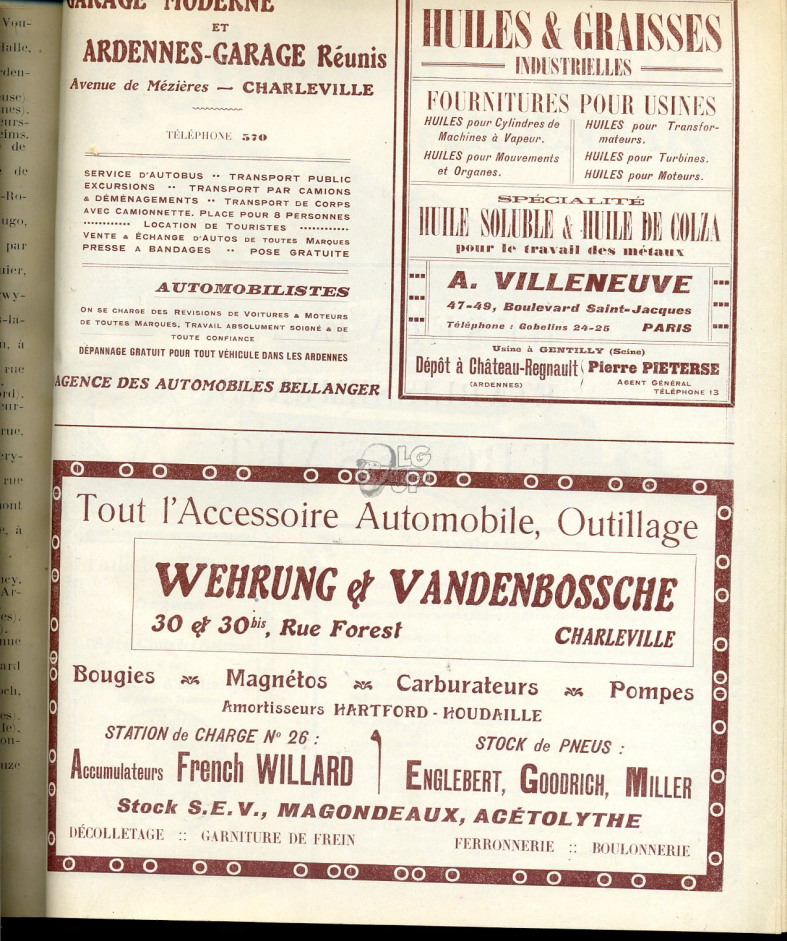 GARAGE MODERNE
ET
ARDENNES-GARAGE Réunis
Avenue de Mézières — CHARLEVILLE
TÉLÉPHONE 570
SERVICE D'AUTOBUS •• TRANSPORT PUBLIC
EXCURSIONS •• TRANSPORT PAR CAMIONS
& DÉMÉNAGEMENTS •• TRANSPORT DE CORPS
AVEC CAMIONNETTE, PLACE POUR 8 PERSONNES
•••••••••••• LOCATION DE TOURISTES ••••••••••••
VENTE & ÉCHANGE D'AUTOS DE TOUTES MARQUES
PRESSE A BANDAGES •• POSE GRATUITE
AUTOMOBILISTES
ON SE CHARGE DES REVISIONS DE VOITURES & MOTEURS
DE TOUTES MARQUES, TRAVAIL ABSOLUMENT SOIGNÉ & DE
TOUTE CONFIANCE
DÉPANNAGE GRATUIT POUR TOUT VÉHICULE DANS LES ARDENNES
AGENCE DES AUTOMOBILES BELLANGER
HUILES & GRAISSES
INDUSTRIELLES
FOURNITURES POUR USINES
HUILES pour Cylindres de
Machines à Vapeur.
HUILES pour Mouvements
et Organes.
HUILES pour Transfor-
mateurs.
HUILES pour Turbines.
HUILES pour Moteurs.
SPÉCIALITÉ
HUILE SOLUBLE & HUILE DE COLZA
pour le travail des métaux
A. VILLENEUVE
47-49, Boulevard Saint-Jacques
Téléphone : Gobelins 24-25 PARIS
Usine à GENTILLY (Seine)
Dépôt à Château-Regnault
(ARDENNES)
Pierre PIETERSE
AGENT GÉNÉRAL
TÉLÉPHONE 13
Tout l'Accessoire Automobile, Outillage
WEHRUNG & VANDENBOSSCHE
30 & 30bis, Rue Forest CHARLEVILLE
Bougies Magnétos Carburateurs Pompes
Amortisseurs HARTFORD - HOUDAILLE
STATION de CHARGE No 26 :
Accumulateurs French WILLARD
STOCK de PNEUS :
ENGLEBERT, GOODRICH, MILLER
Stock S.E.V., MAGONDEAUX, ACÉTOLYTHE
DÉCOLLETAGE :: GARNITURE DE FREIN
FERRONNERIE :: BOULONNERIE